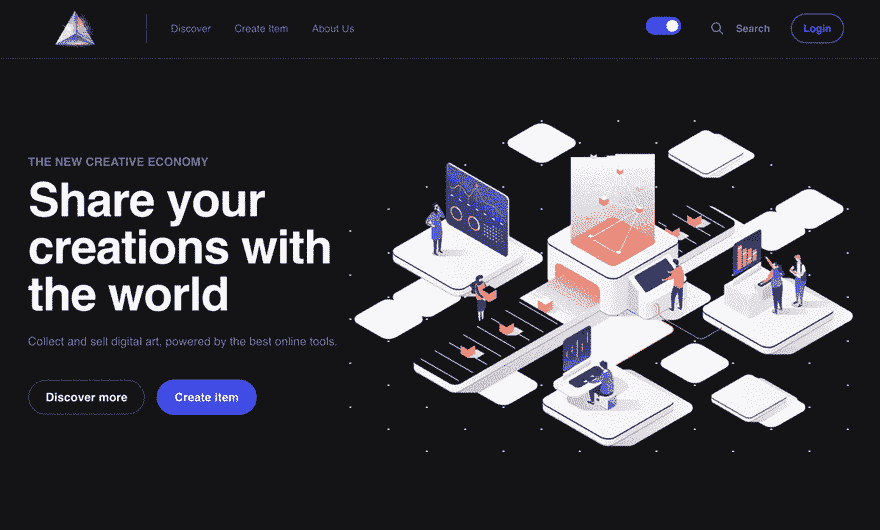 Discover Create Item About Us Search Login
THE NEW CREATIVE ECONOMY
Share your
creations with
the world
Collect and sell digital art, powered by the best online tools.
Discover more Create item